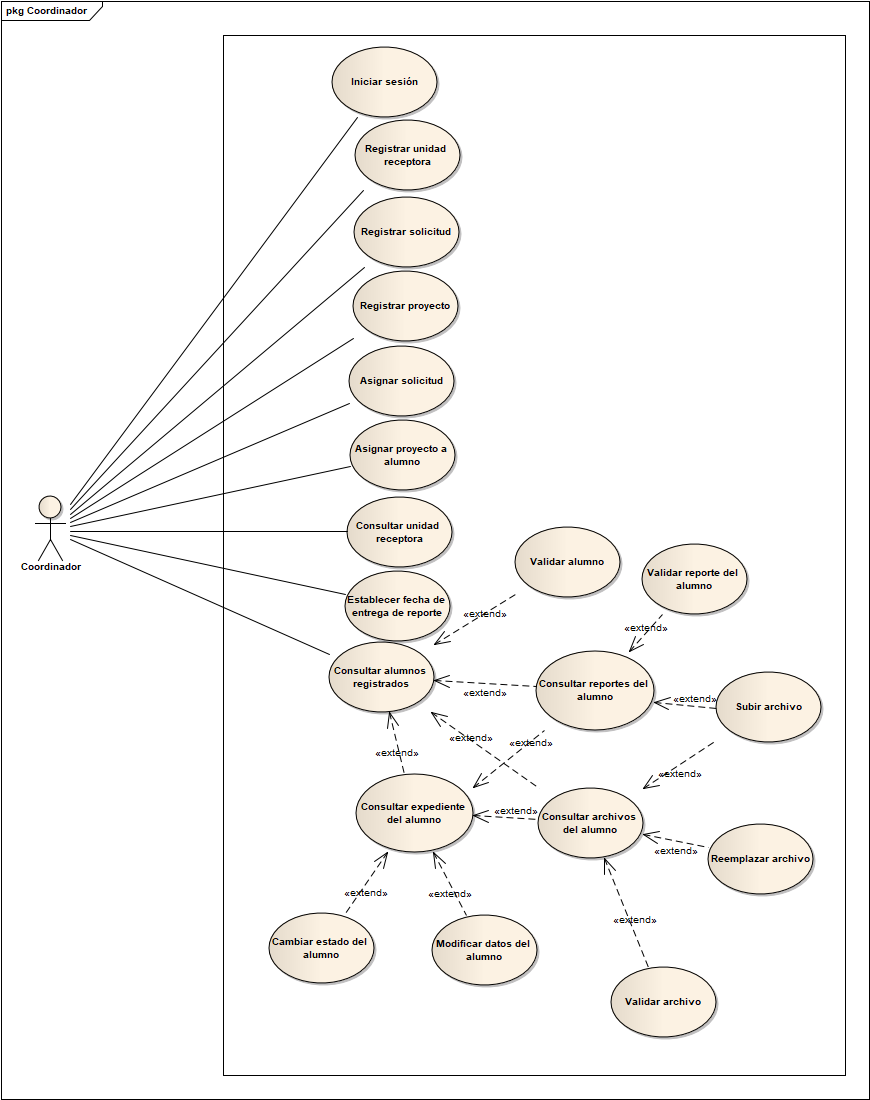 pkg Coordinador
Iniciar sesión
Registrar unidad
receptora
Registrar solicitud
Registrar proyecto
Asignar solicitud
Asignar proyecto a
alumno
Consultar unidad
receptora
Coordinador
Establecer fecha de
entrega de reporte
Validar alumno
Validar reporte del
alumno
«extend»
«extend»
Consultar alumnos
registrados
«extend»
Consultar reportes del
alumno
«extend»
Subir archivo
«extend»
«extend»
«extend»
«extend»
Consultar expediente
del alumno
«extend»
Consultar archivos
del alumno
«extend»
Reemplazar archivo
«extend»
«extend»
«extend»
Cambiar estado del
alumno
Modificar datos del
alumno
Validar archivo